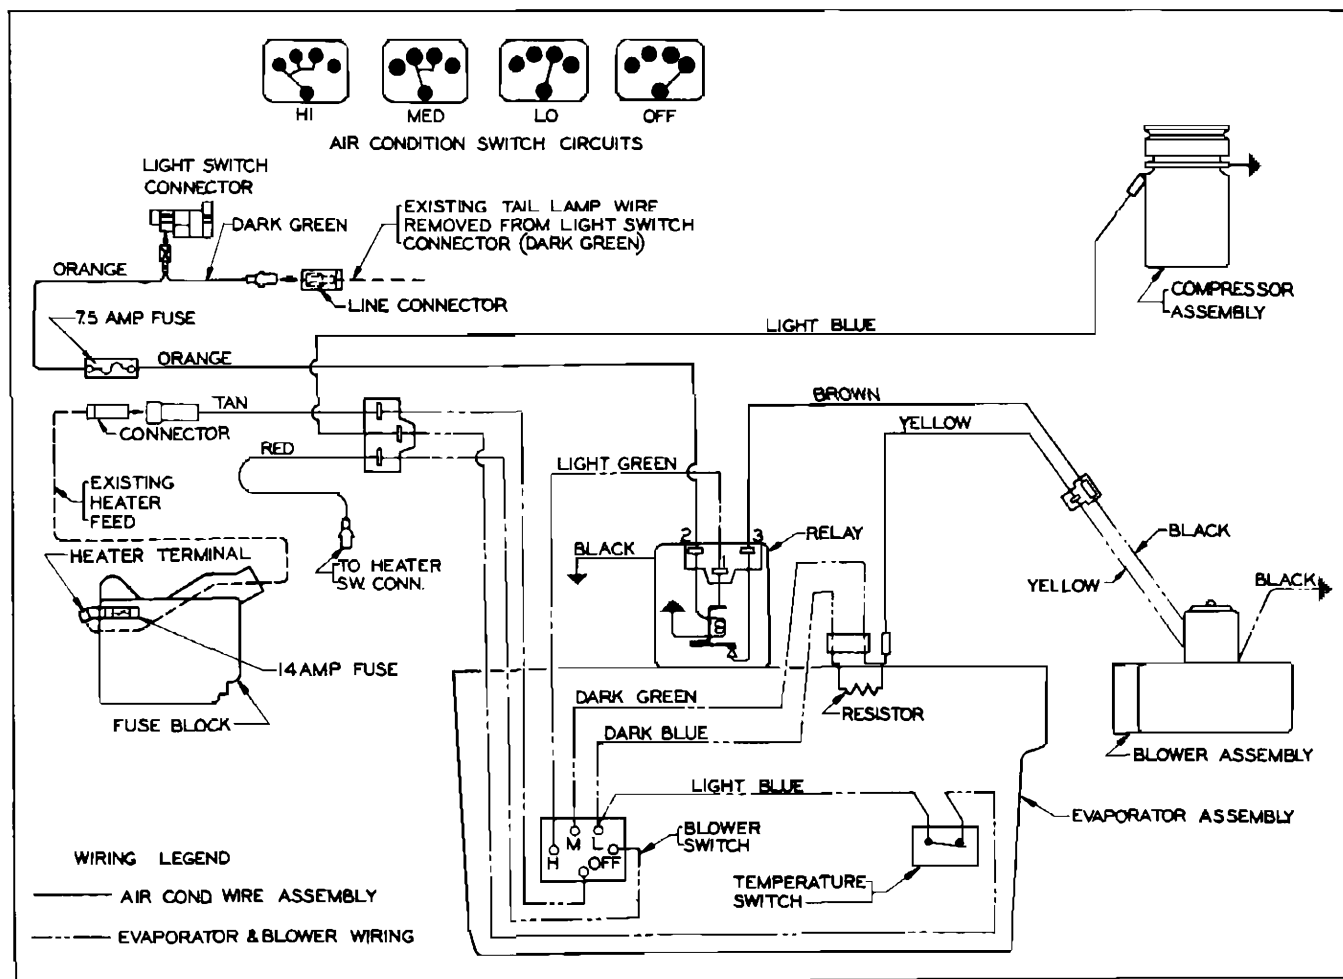 HI
MED
LO
OFF
AIR CONDITION SWITCH CIRCUITS
LIGHT SWITCH
CONNECTOR
DARK GREEN
EXISTING TAIL LAMP WIRE
REMOVED FROM LIGHT SWITCH
CONNECTOR (DARK GREEN)
ORANGE
LINE CONNECTOR
COMPRESSOR
ASSEMBLY
7.5 AMP FUSE
LIGHT BLUE
ORANGE
TAN
BROWN
CONNECTOR
YELLOW
RED
LIGHT GREEN
EXISTING
HEATER
FEED
2
3
1
RELAY
BLACK
BLACK
HEATER TERMINAL
TO HEATER
SW. CONN.
YELLOW
BLACK
14 AMP FUSE
DARK GREEN
RESISTOR
FUSE BLOCK
DARK BLUE
BLOWER ASSEMBLY
LIGHT BLUE
EVAPORATOR ASSEMBLY
BLOWER
SWITCH
M
L
H
OFF
WIRING LEGEND
TEMPERATURE
SWITCH
AIR COND WIRE ASSEMBLY
EVAPORATOR & BLOWER WIRING